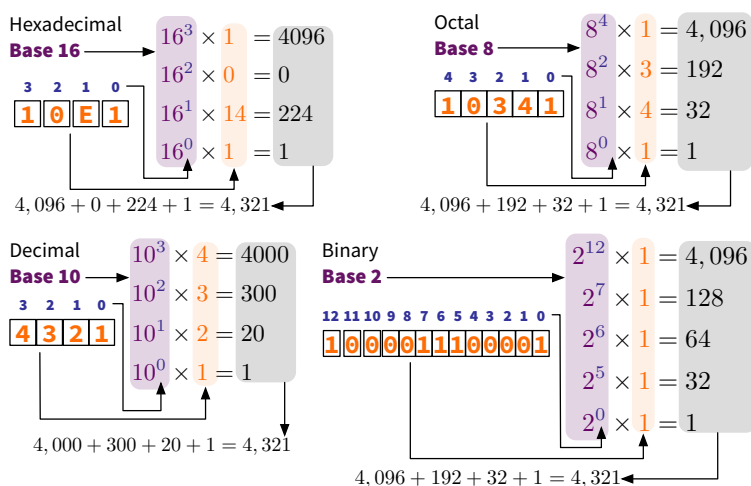 Hexadecimal
Base 16
16^3 × 1 = 4096
16^2 × 0 = 0
16^1 × 14 = 224
16^0 × 1 = 1
3 2 1 0
1 0 E 1
4,096 + 0 + 224 + 1 = 4,321
Octal
Base 8
8^4 × 1 = 4,096
8^2 × 3 = 192
8^1 × 4 = 32
8^0 × 1 = 1
4 3 2 1 0
1 0 3 4 1
4,096 + 192 + 32 + 1 = 4,321
Decimal
Base 10
10^3 × 4 = 4000
10^2 × 3 = 300
10^1 × 2 = 20
10^0 × 1 = 1
3 2 1 0
4 3 2 1
4,000 + 300 + 20 + 1 = 4,321
Binary
Base 2
2^12 × 1 = 4,096
2^7 × 1 = 128
2^6 × 1 = 64
2^5 × 1 = 32
2^0 × 1 = 1
12 11 10 9 8 7 6 5 4 3 2 1 0
1 0 0 0 0 1 1 1 0 0 0 0 1
4,096 + 192 + 32 + 1 = 4,321